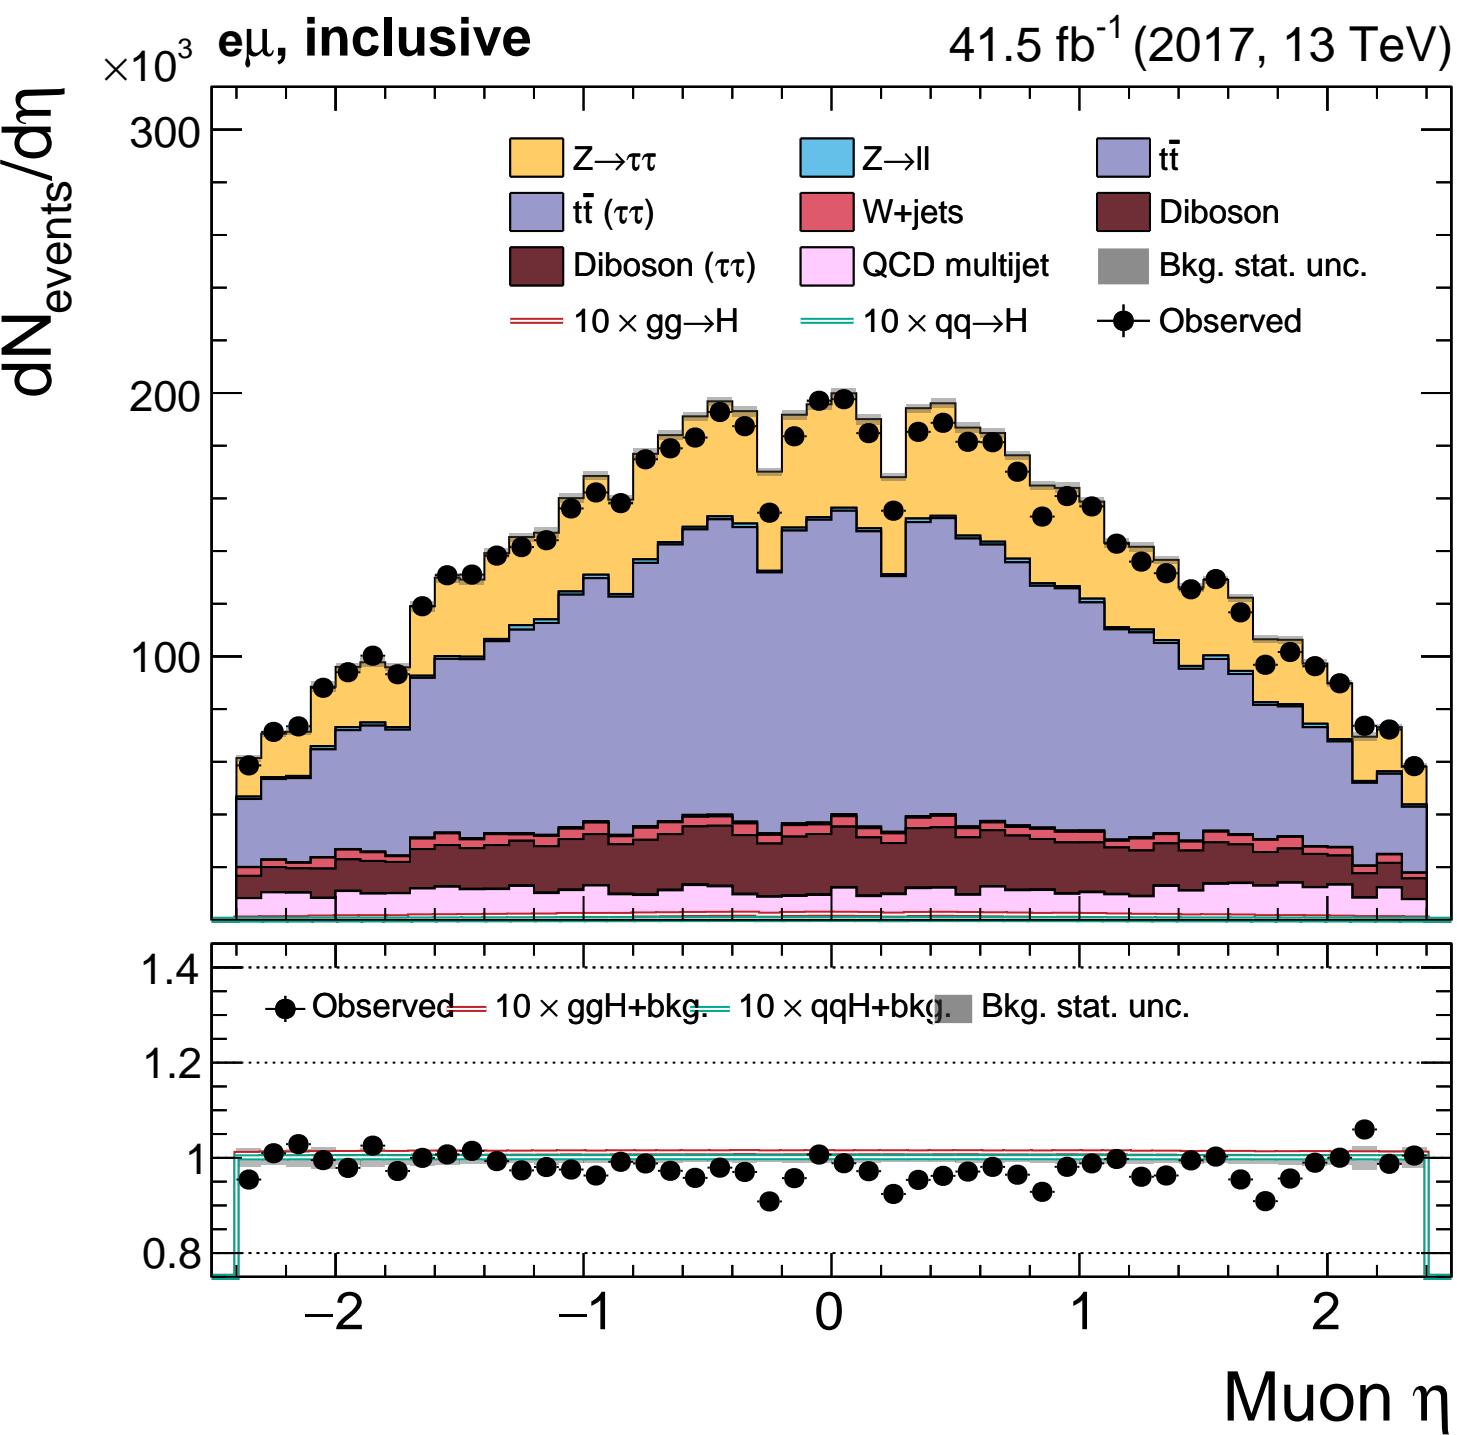 ×10³ eμ, inclusive 41.5 fb⁻¹ (2017, 13 TeV)
dN_events/dη
300
200
100
Z→ττ Z→ll tt̄
tt̄ (ττ) W+jets Diboson
Diboson (ττ) QCD multijet Bkg. stat. unc.
10 × gg→H 10 × qq→H Observed
1.4
1.2
1
0.8
Observed 10 × ggH+bkg. 10 × qqH+bkg. Bkg. stat. unc.
−2 −1 0 1 2
Muon η